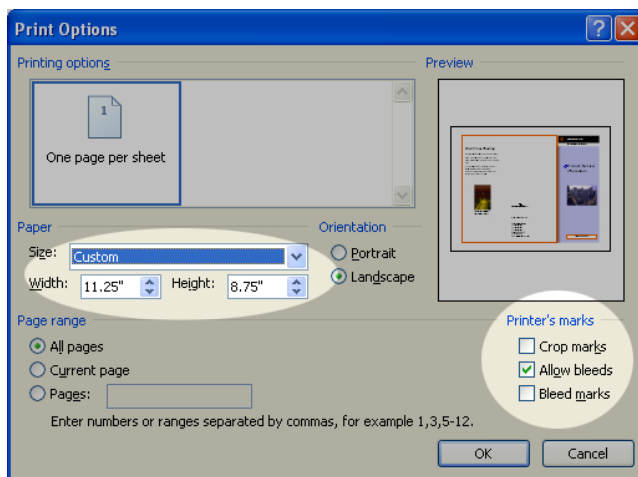 Print Options
Printing options
Preview
1
One page per sheet
Paper
Orientation
Size: Custom
Portrait
Width: 11.25" Height: 8.75"
Landscape
Page range
Printer's marks
All pages
Crop marks
Current page
Allow bleeds
Pages:
Bleed marks
Enter numbers or ranges separated by commas, for example 1,3,5-12.
OK
Cancel